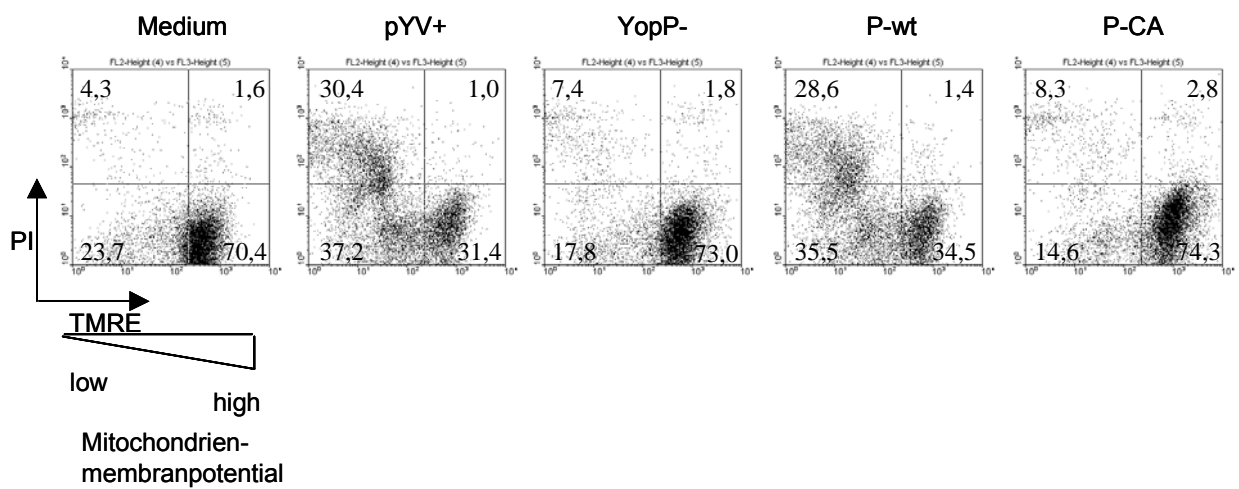 Medium pYV+ YopP- P-wt P-CA
FL2-Height (4) vs FL3-Height (5) FL2-Height (4) vs FL3-Height (5) FL2-Height (4) vs FL3-Height (5) FL2-Height (4) vs FL3-Height (5) FL2-Height (4) vs FL3-Height (5)
4,3 1,6 30,4 1,0 7,4 1,8 28,6 1,4 8,3 2,8
PI
23,7 70,4 37,2 31,4 17,8 73,0 35,5 34,5 14,6 74,3
TMRE
low
high
Mitochondrien-
membranpotential